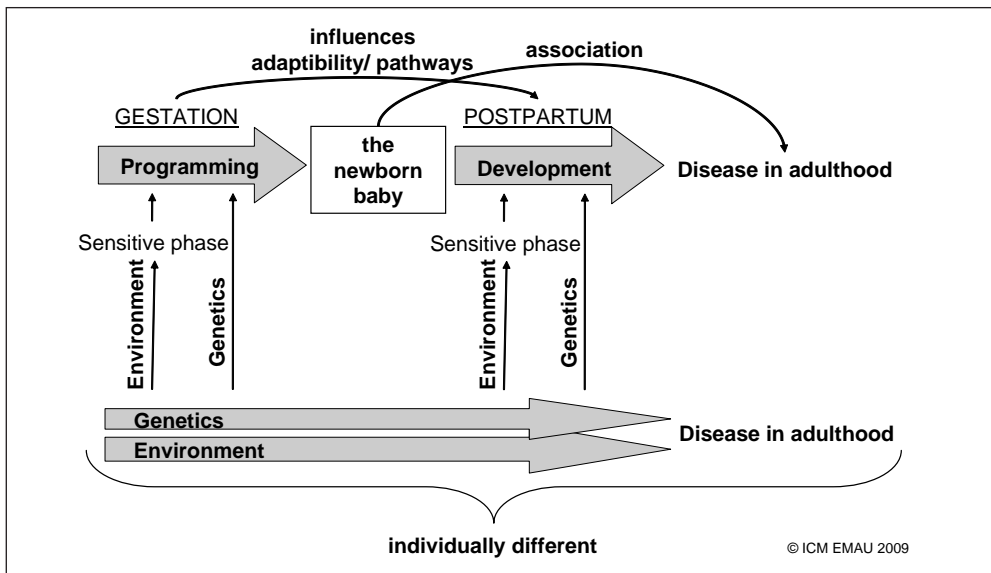 influences
adaptibility/ pathways
association
GESTATION
POSTPARTUM
Programming
the
newborn
baby
Development
Disease in adulthood
Sensitive phase
Sensitive phase
Environment
Genetics
Environment
Genetics
Genetics
Environment
Disease in adulthood
individually different
© ICM EMAU 2009